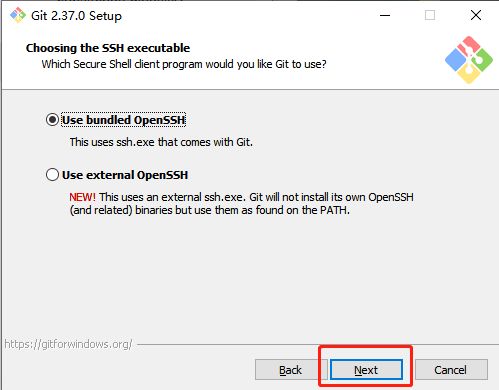 Git 2.37.0 Setup
Choosing the SSH executable
Which Secure Shell client program would you like Git to use?
Use bundled OpenSSH
This uses ssh.exe that comes with Git.
Use external OpenSSH
NEW! This uses an external ssh.exe. Git will not install its own OpenSSH
(and related) binaries but use them as found on the PATH.
https://gitforwindows.org/
Back Next Cancel